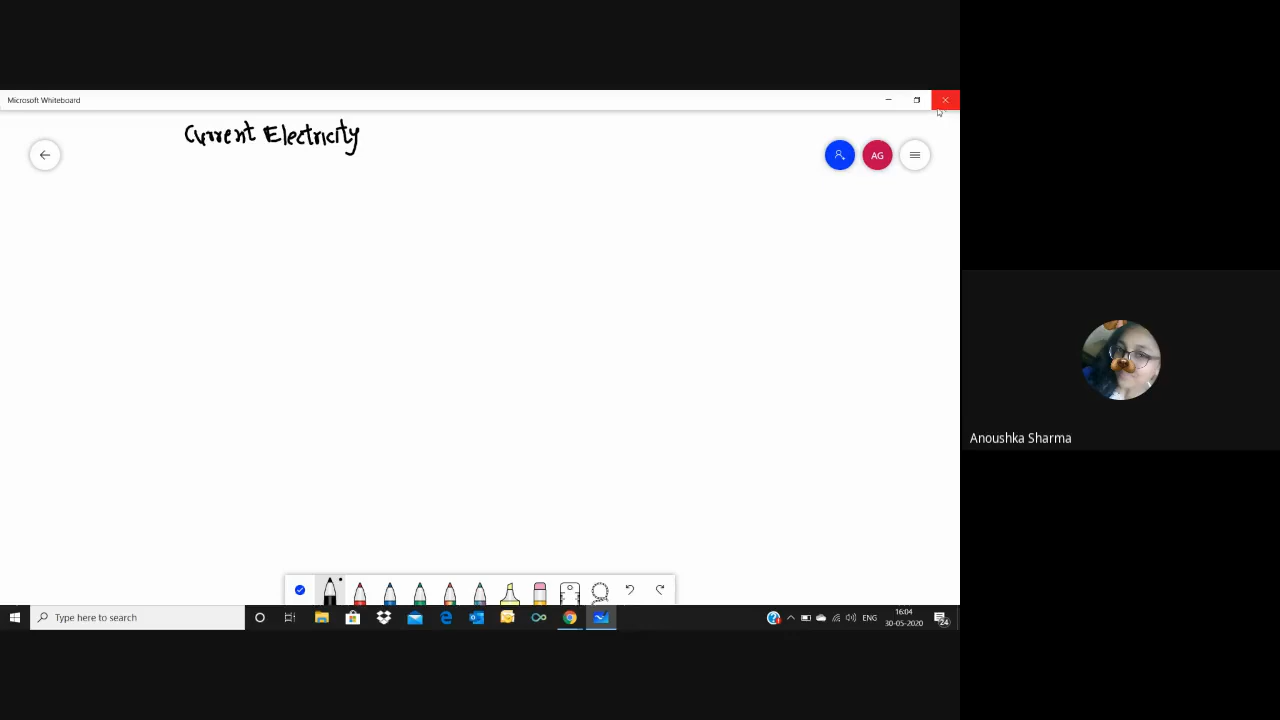 Microsoft Whiteboard
Current Electricity
AG
Anoushka Sharma
Type here to search
ENG
16:04
30-05-2020
24